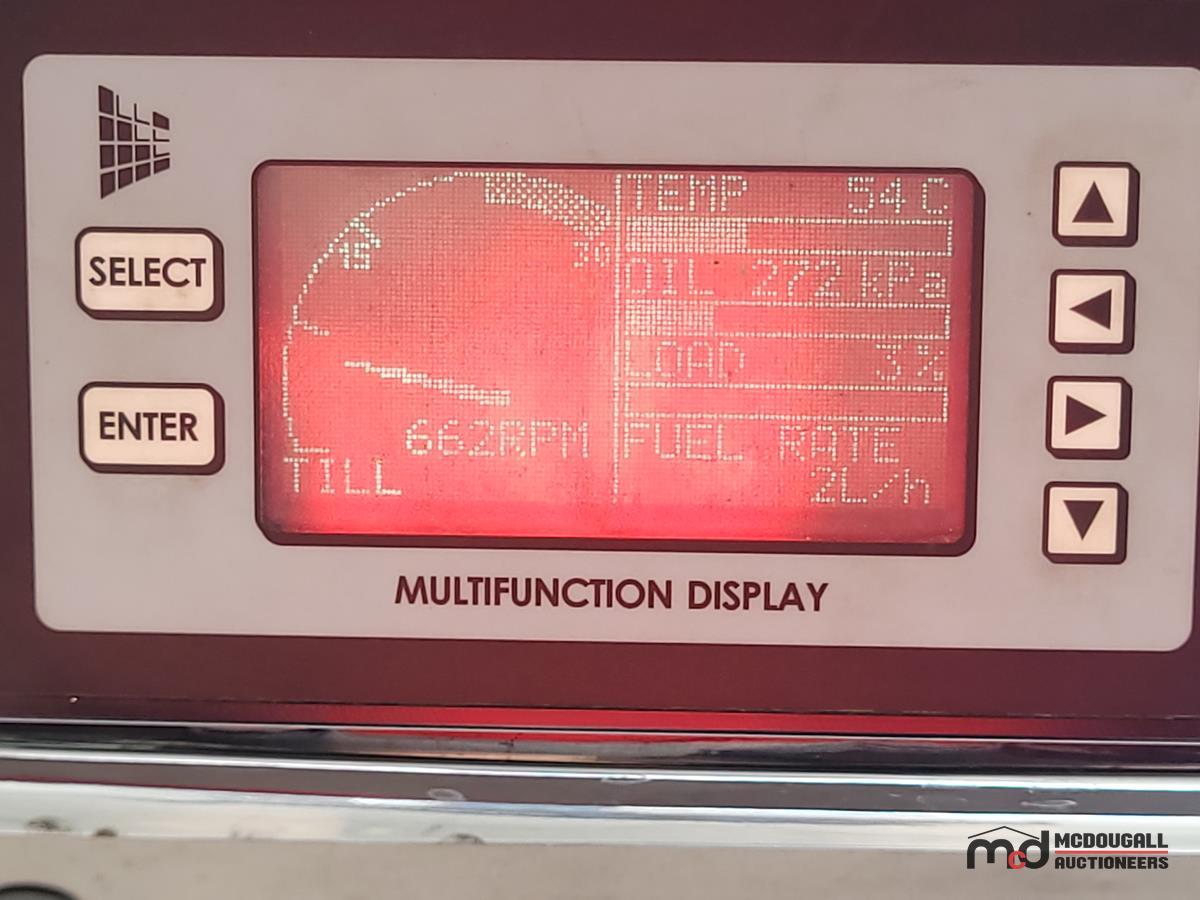 SELECT
ENTER
15
30
662RPM
TILL
TEMP 54 C
OIL 272 kPa
LOAD 3%
FUEL RATE
2L/h
MULTIFUNCTION DISPLAY
mcd MCDOUGALL
AUCTIONEERS